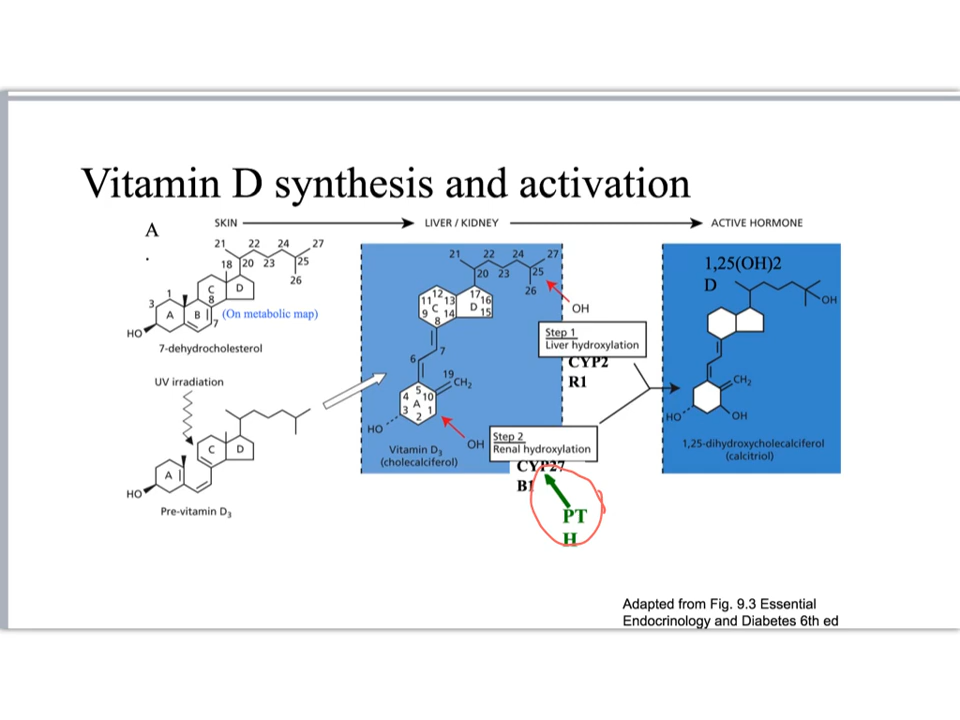 Vitamin D synthesis and activation
A
.
SKIN
LIVER / KIDNEY
ACTIVE HORMONE
21
22
24
27
18
20
23
25
26
1
3
C
8
D
A
B
7
(On metabolic map)
HO
7-dehydrocholesterol
UV irradiation
C
D
A
HO
Pre-vitamin D3
21
22
24
27
20
23
25
26
OH
12
11
13
C
9
14
8
17
16
D
15
7
6
19
CH2
5
4
10
A
3
1
2
HO
OH
Vitamin D3
(cholecalciferol)
Step 1
Liver hydroxylation
CYP2
R1
Step 2
Renal hydroxylation
CYP27
B1
PT
H
1,25(OH)2
D
OH
CH2
HO
OH
1,25-dihydroxycholecalciferol
(calcitriol)
Adapted from Fig. 9.3 Essential
Endocrinology and Diabetes 6th ed